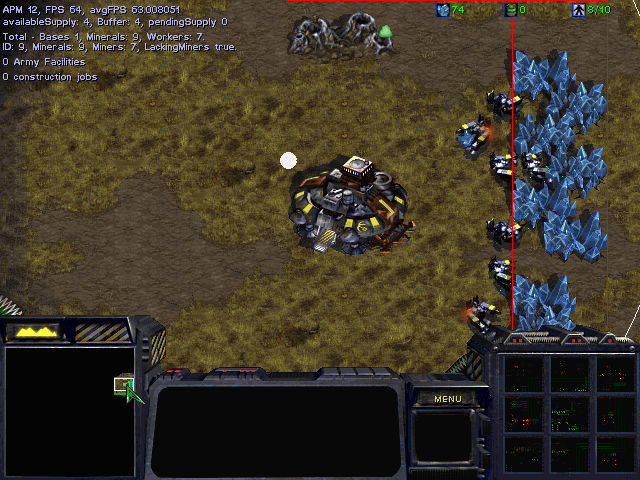 APM 12, FPS 64, avgFPS 63.008051
availableSupply: 4, Buffer: 4, pendingSupply 0
74
0
8/10
Total - Bases 1, Minerals 9, Workers 7.
ID: 9, Minerals: 9, Miners: 7, LackingMiners true.
0 Army Facilities
0 construction jobs
MENU